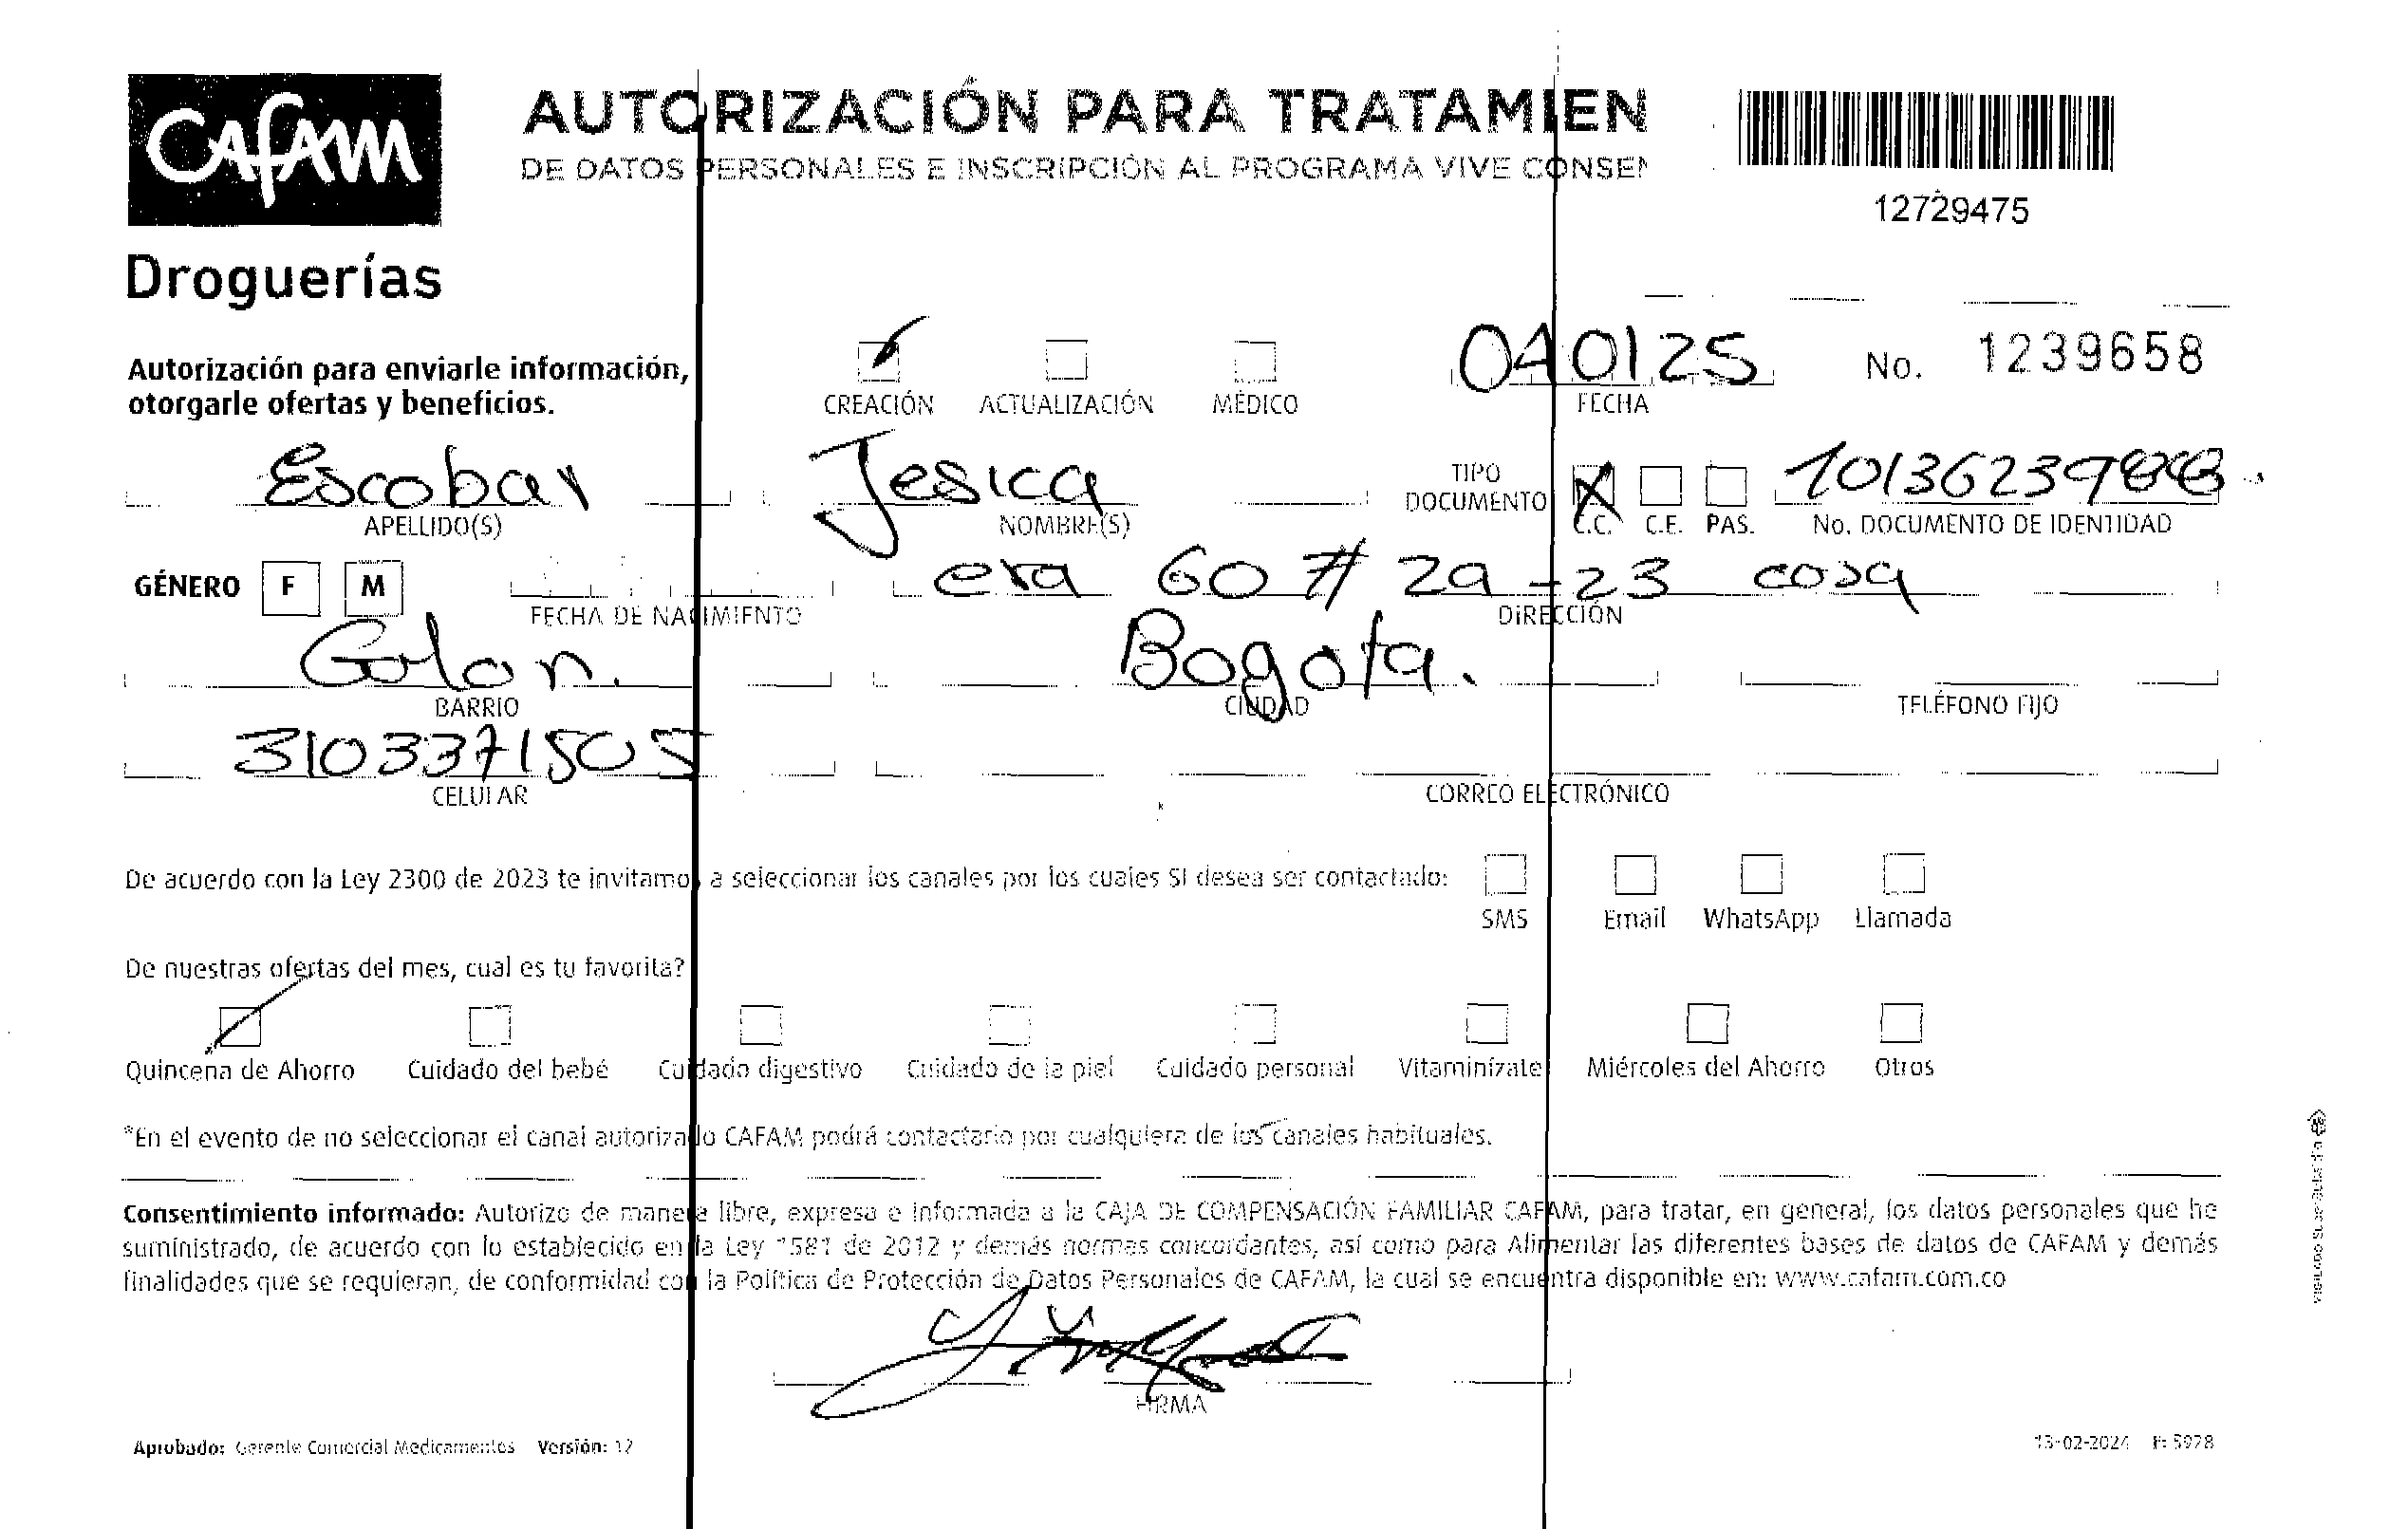 CAFAM
AUTORIZACIÓN PARA TRATAMIEN
DE DATOS PERSONALES E INSCRIPCIÓN AL PROGRAMA VIVE CONSEN
12729475
Droguerías
Autorización para enviarle información,
otorgarle ofertas y beneficios.
CREACIÓN ACTUALIZACIÓN MÉDICO
040125
FECHA
No. 1239658
Escobar
APELLIDO(S)
Jesica
NOMBRE(S)
TIPO
DOCUMENTO
C.C. C.E. PAS.
No. DOCUMENTO DE IDENTIDAD
GÉNERO F M
FECHA DE NACIMIENTO
cra 60 # 2a - 23 casa
DIRECCIÓN
Galan.
BARRIO
Bogota.
CIUDAD
TELÉFONO FIJO
3103371505
CELULAR
CORREO ELECTRÓNICO
De acuerdo con la Ley 2300 de 2023 te invitamos a seleccionar los canales por los cuales SI desea ser contactado:
SMS Email WhatsApp Llamada
De nuestras ofertas del mes, cual es tu favorita?
Quincena de Ahorro Cuidado del bebé Cuidado digestivo Cuidado de la piel Cuidado personal Vitaminízate Miércoles del Ahorro Otros
*En el evento de no seleccionar el canal autorizado CAFAM podrá contactarlo por cualquiera de los canales habituales.
Consentimiento informado: Autorizo de manera libre, expresa e informada a la CAJA DE COMPENSACIÓN FAMILIAR CAFAM, para tratar, en general, los datos personales que he
suministrado, de acuerdo con lo establecido en la Ley 1581 de 2012 y demás normas concordantes, así como para Alimentar las diferentes bases de datos de CAFAM y demás
finalidades que se requieran, de conformidad con la Política de Protección de Datos Personales de CAFAM, la cual se encuentra disponible en: www.cafam.com.co
FIRMA
Aprobado: Gerente Comercial Medicamentos Versión: 12
13-02-2024 F: 5978
VIGILADO SuperSubsidio